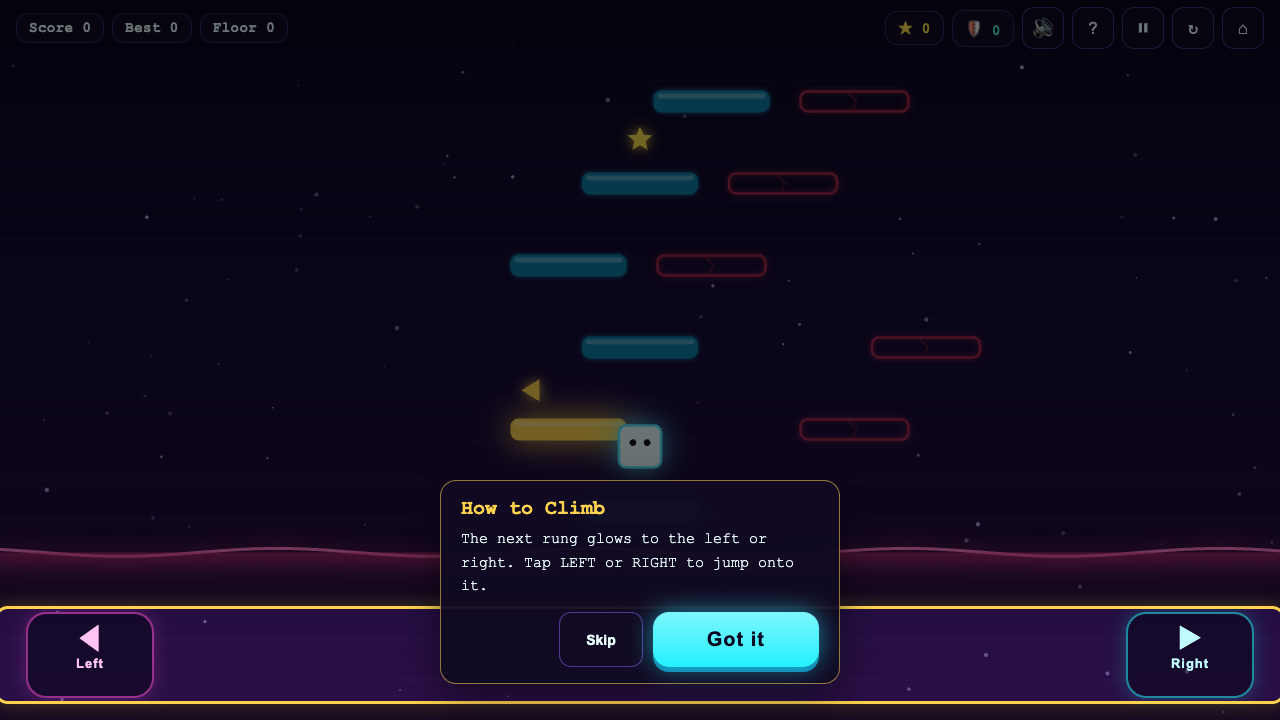 Score 0 Best 0 Floor 0 0 0 ?
How to Climb
The next rung glows to the left or
right. Tap LEFT or RIGHT to jump onto
it.
Skip Got it
Left Right